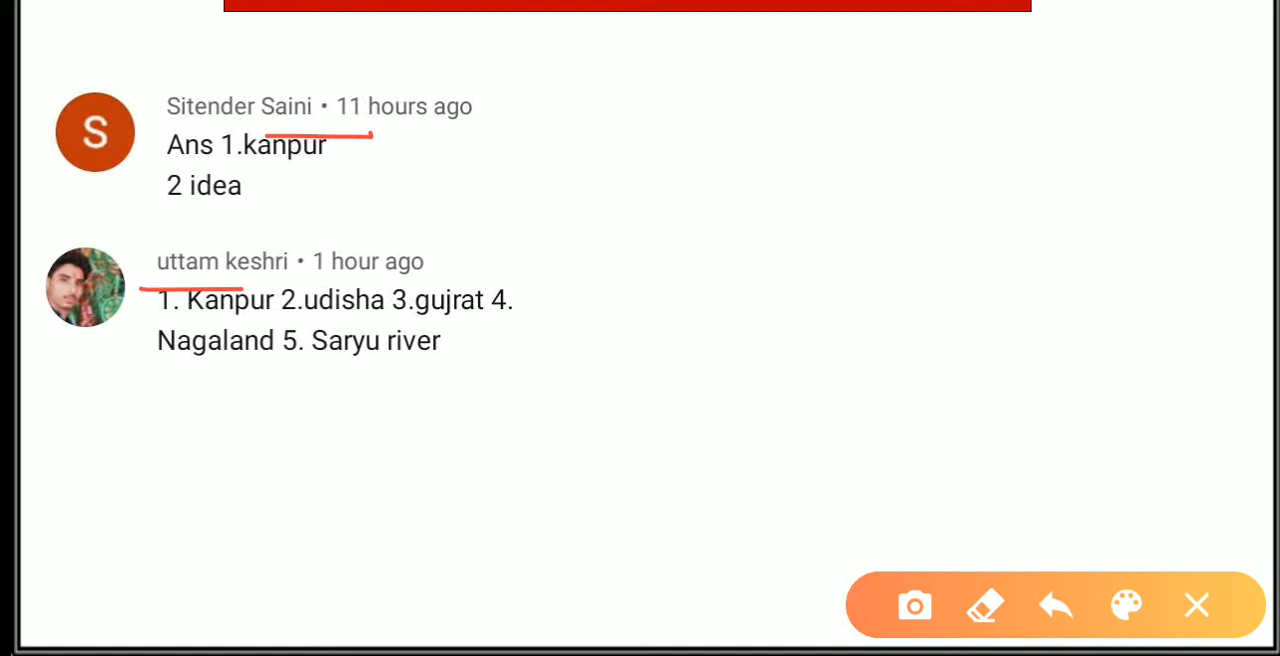 Sitender Saini • 11 hours ago
Ans 1.kanpur
2 idea
uttam keshri • 1 hour ago
1. Kanpur 2.udisha 3.gujrat 4.
Nagaland 5. Saryu river